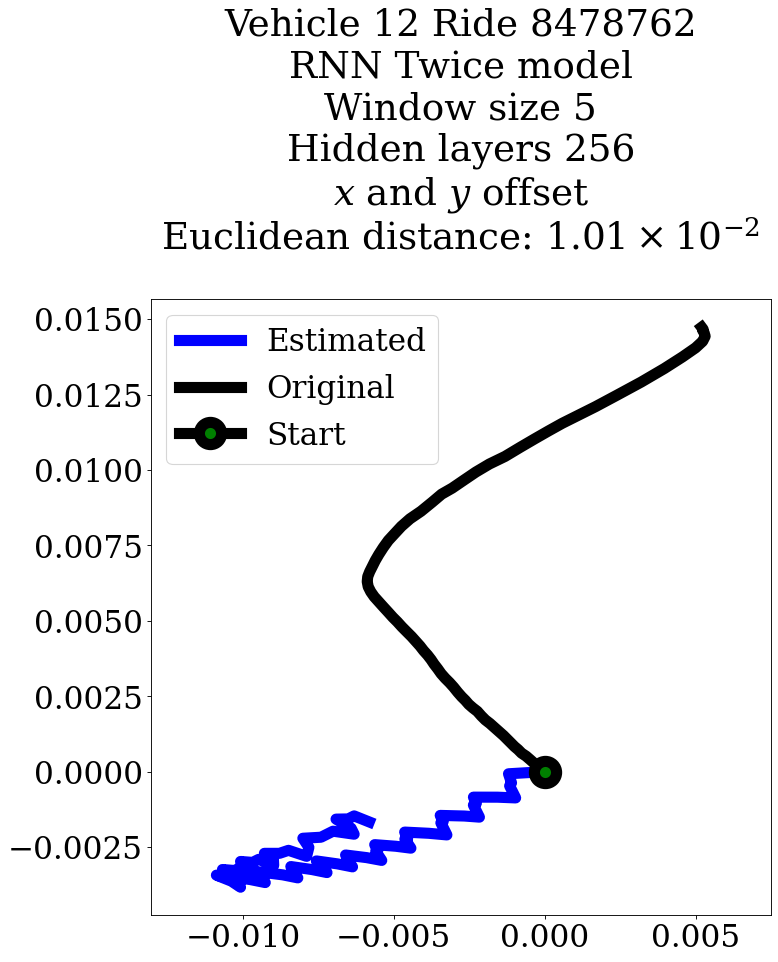 Vehicle 12 Ride 8478762
RNN Twice model
Window size 5
Hidden layers 256
x and y offset
Euclidean distance: 1.01 × 10⁻²
0.0150
0.0125
0.0100
0.0075
0.0050
0.0025
0.0000
−0.0025
Estimated
Original
Start
−0.010 −0.005 0.000 0.005